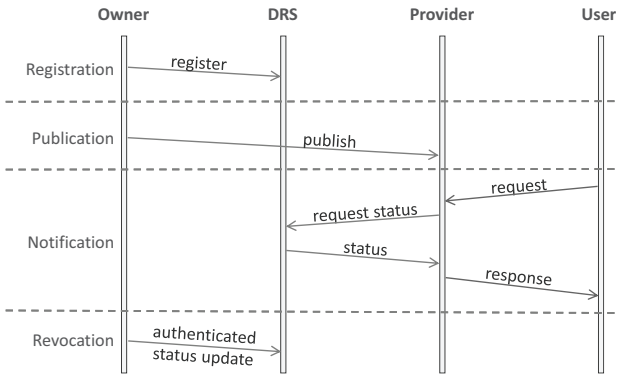 Owner DRS Provider User
Registration register
Publication publish
request
request status
Notification status
response
Revocation authenticated
status update